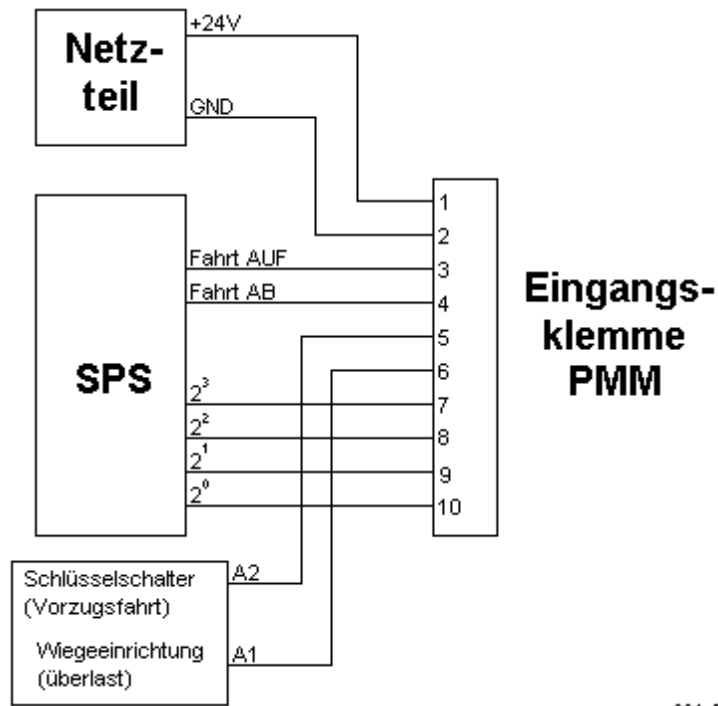 Netz-
teil
+24V
GND
SPS
Fahrt AUF
Fahrt AB
2³
2²
2¹
2⁰
Schlüsselschalter
(Vorzugsfahrt)
A2
Wiegeeinrichtung
(überlast)
A1
1
2
3
4
5
6
7
8
9
10
Eingangs-
klemme
PMM